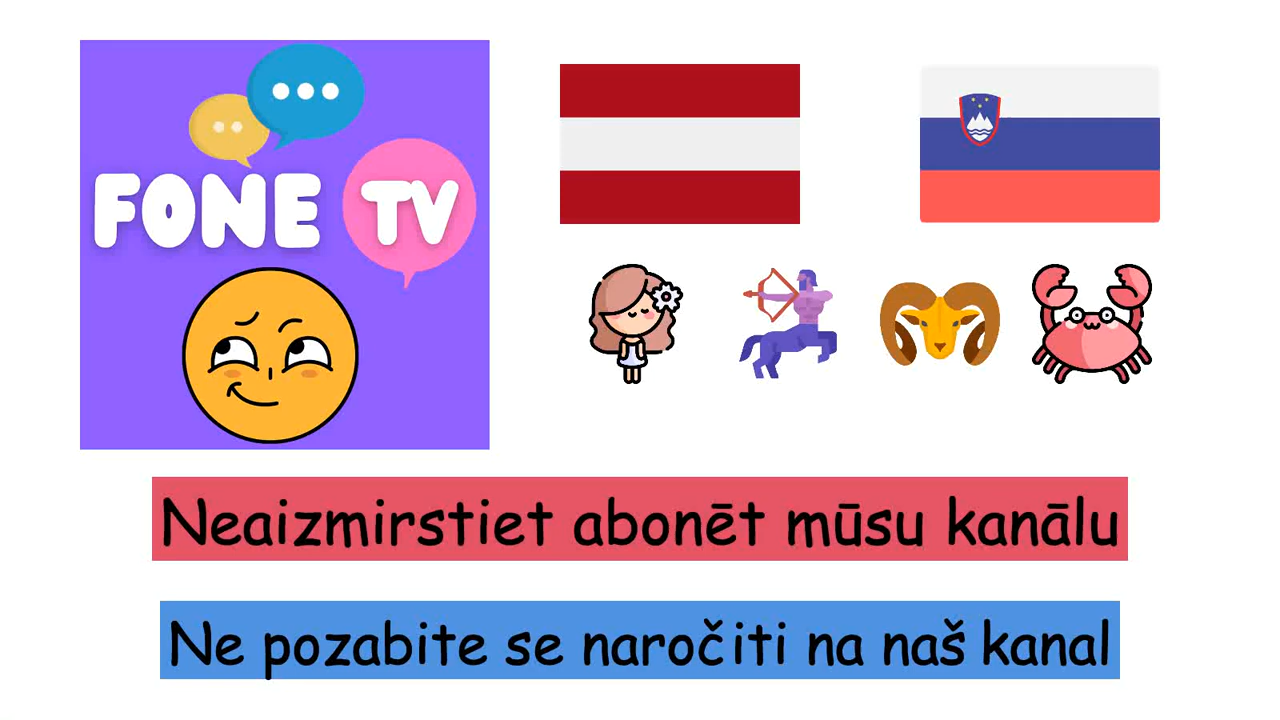 FONE TV
Neaizmirstiet abonēt mūsu kanālu
Ne pozabite se naročiti na naš kanal